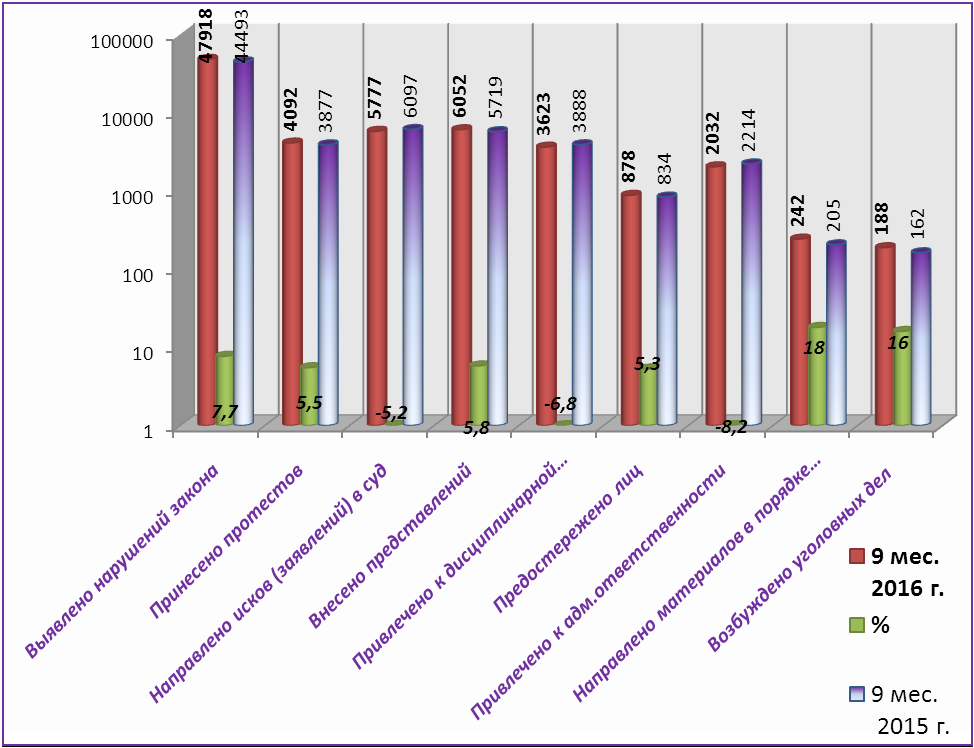 100000
10000
1000
100
10
1
47918 44493
4092 3877
5777 6097
6052 5719
3623 3888
878 834
2032 2214
242 205
188 162
7,7
5,5
-5,2
5,8
-6,8
5,3
-8,2
18
16
Выявлено нарушений закона
Принесено протестов
Направлено исков (заявлений) в суд
Внесено представлений
Привлечено к дисциплинарной...
Предостережено лиц
Привлечено к адм.ответственности
Направлено материалов в порядке...
Возбуждено уголовных дел
9 мес.
2016 г.
%
9 мес.
2015 г.